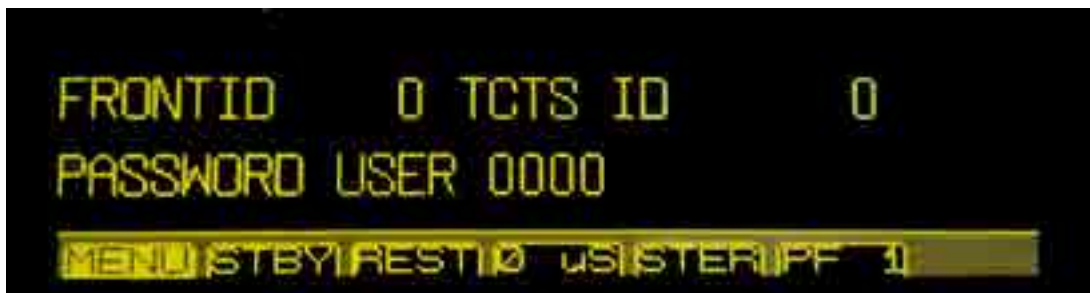 FRONTID 0 TCTS ID 0
PASSWORD USER 0000
MENU STBY REST 0 uS STER PF 1